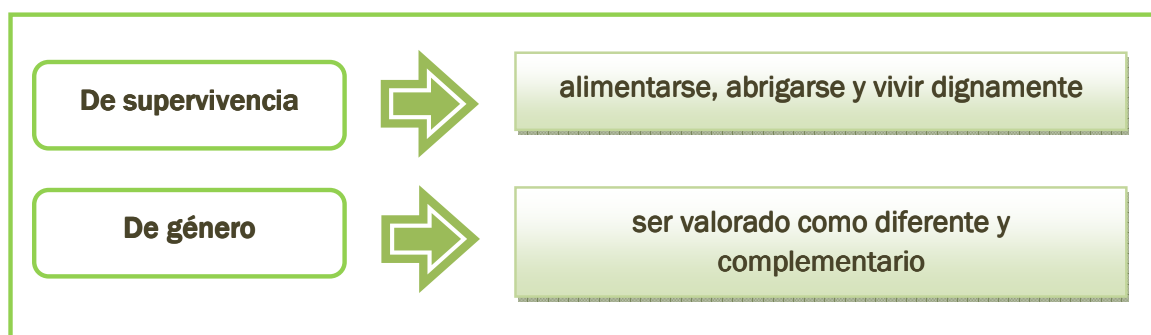 De supervivencia
alimentarse, abrigarse y vivir dignamente
De género
ser valorado como diferente y
complementario